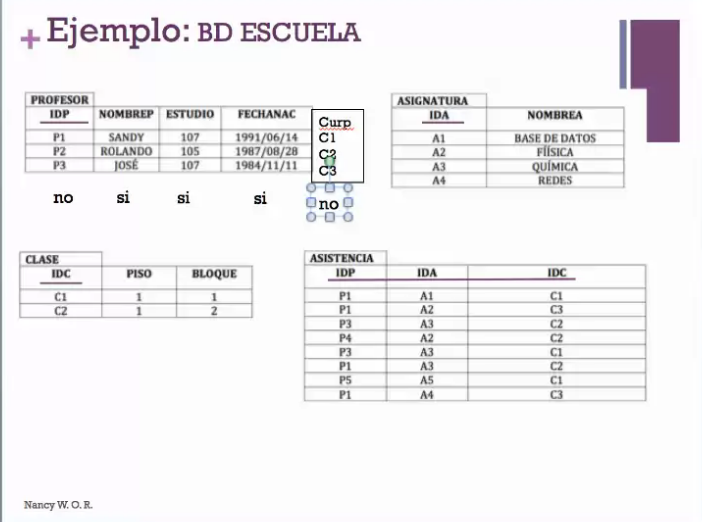 + Ejemplo: BD ESCUELA
PROFESOR
IDP NOMBREP ESTUDIO FECHANAC
P1 SANDY 107 1991/06/14
P2 ROLANDO 105 1987/08/28
P3 JOSÉ 107 1984/11/11
Curp
C1
C2
C3
no si si si no
ASIGNATURA
IDA NOMBREA
A1 BASE DE DATOS
A2 FÍISICA
A3 QUÍMICA
A4 REDES
CLASE
IDC PISO BLOQUE
C1 1 1
C2 1 2
ASISTENCIA
IDP IDA IDC
P1 A1 C1
P1 A2 C3
P3 A3 C2
P4 A2 C2
P3 A3 C1
P1 A3 C2
P5 A5 C1
P1 A4 C3
Nancy W. O. R.